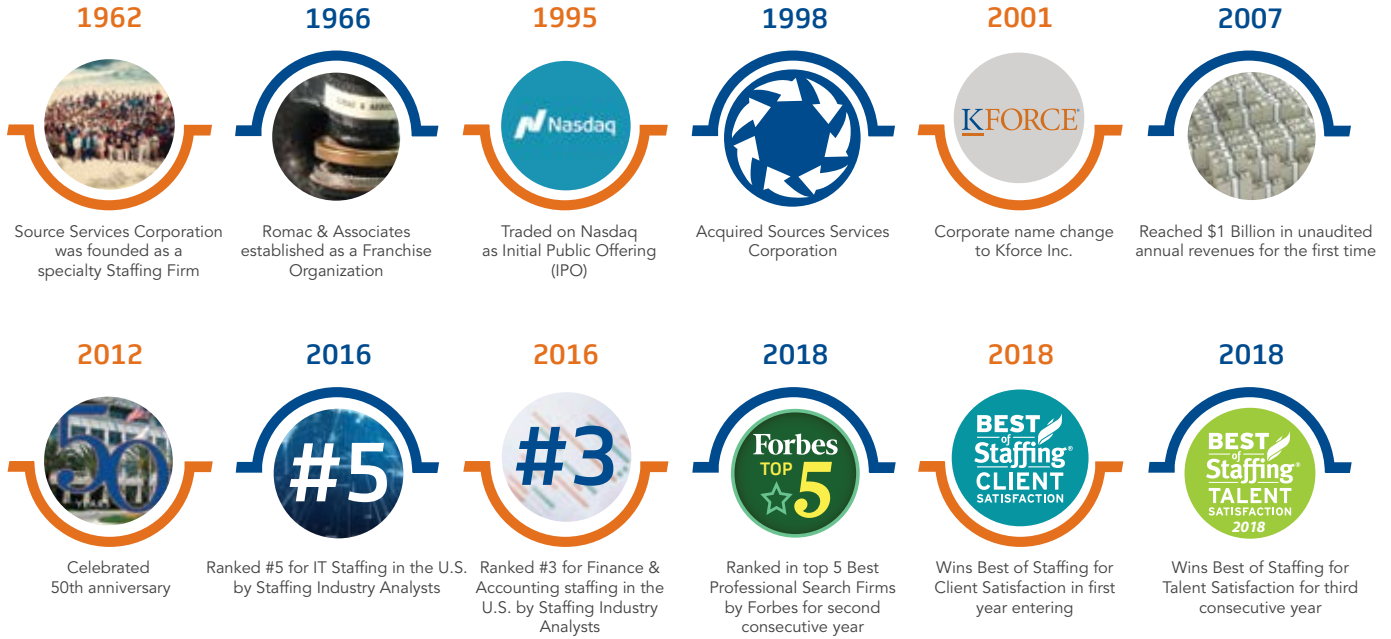 1962
1966
1995
1998
2001
2007
Nasdaq
KFORCE®
Source Services Corporation
was founded as a
specialty Staffing Firm
Romac & Associates
established as a Franchise
Organization
Traded on Nasdaq
as Initial Public Offering
(IPO)
Acquired Sources Services
Corporation
Corporate name change
to Kforce Inc.
Reached $1 Billion in unaudited
annual revenues for the first time
2012
2016
2016
2018
2018
2018
50
YEARS
#5
#3
Forbes
TOP
5
BEST
of
Staffing®
CLIENT
SATISFACTION
BEST
of
Staffing®
TALENT
SATISFACTION
2018
Celebrated
50th anniversary
Ranked #5 for IT Staffing in the U.S.
by Staffing Industry Analysts
Ranked #3 for Finance &
Accounting staffing in the
U.S. by Staffing Industry
Analysts
Ranked in top 5 Best
Professional Search Firms
by Forbes for second
consecutive year
Wins Best of Staffing for
Client Satisfaction in first
year entering
Wins Best of Staffing for
Talent Satisfaction for third
consecutive year